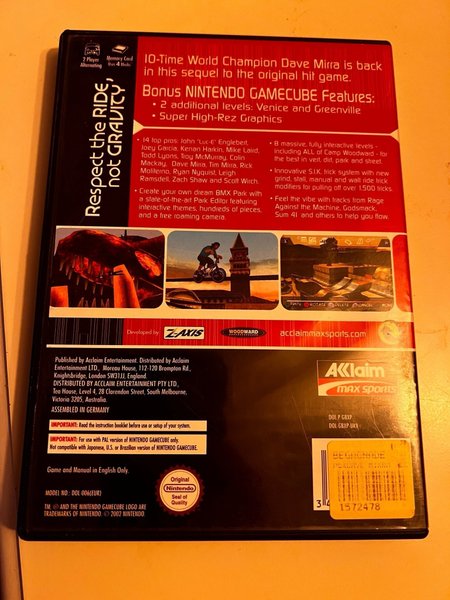 2 Player
Alternating
Memory Card
Uses 4 Blocks
Respect the RIDE,
not GRAVITY,
10-Time World Champion Dave Mirra is back
in this sequel to the original hit game.
Bonus NINTENDO GAMECUBE Features:
• 2 additional levels: Venice and Greenville
• Super High-Rez Graphics
• 14 top pros: John "Luc-E" Englebert,
Joey Garcia, Kenan Harkin, Mike Laird,
Todd Lyons, Troy McMurray, Colin
Mackay, Dave Mirra, Tim Mirra, Rick
Moliterno, Ryan Nyquist, Leigh
Ramsdell, Zach Shaw and Scott Wirch.
• Create your own dream BMX Park with
a state-of-the-art Park Editor featuring
interactive themes, hundreds of pieces,
and a free roaming camera.
• 8 massive, fully interactive levels -
including ALL of Camp Woodward - for
the best in vert, dirt, park and street.
• Innovative S.I.K. trick system with new
grind, stall, manual and wall ride trick
modifiers for pulling off over 1,500 tricks.
• Feel the vibe with tracks from Rage
Against the Machine, Godsmack,
Sum 41 and others to help you flow.
Developed by
Z-AXIS
WOODWARD
acclaimmaxsports.com
Published by Acclaim Entertainment. Distributed by Acclaim
Entertainment LTD., Moreau House, 112-120 Brompton Rd.,
Knightsbridge, London SW31JJ, England.
DISTRIBUTED BY ACCLAIM ENTERTAINMENT PTY LTD.,
Tea House, Level 4, 28 Clarendon Street, South Melbourne,
Victoria 3205, Australia.
ASSEMBLED IN GERMANY
AKklaim
MAX SPORTS
IMPORTANT: Read the instruction booklet before use or setup of your system.
IMPORTANT: For use with PAL version of NINTENDO GAMECUBE only.
Not compatible with Japanese, U.S. or Brazilian version of NINTENDO GAMECUBE.
Game and Manual in English Only.
MODEL NO: DOL-006(EUR)
TM, ® AND THE NINTENDO GAMECUBE LOGO ARE
TRADEMARKS OF NINTENDO. © 2002 NINTENDO
Original
Nintendo
Seal of
Quality
BEGAGNADE
1572478